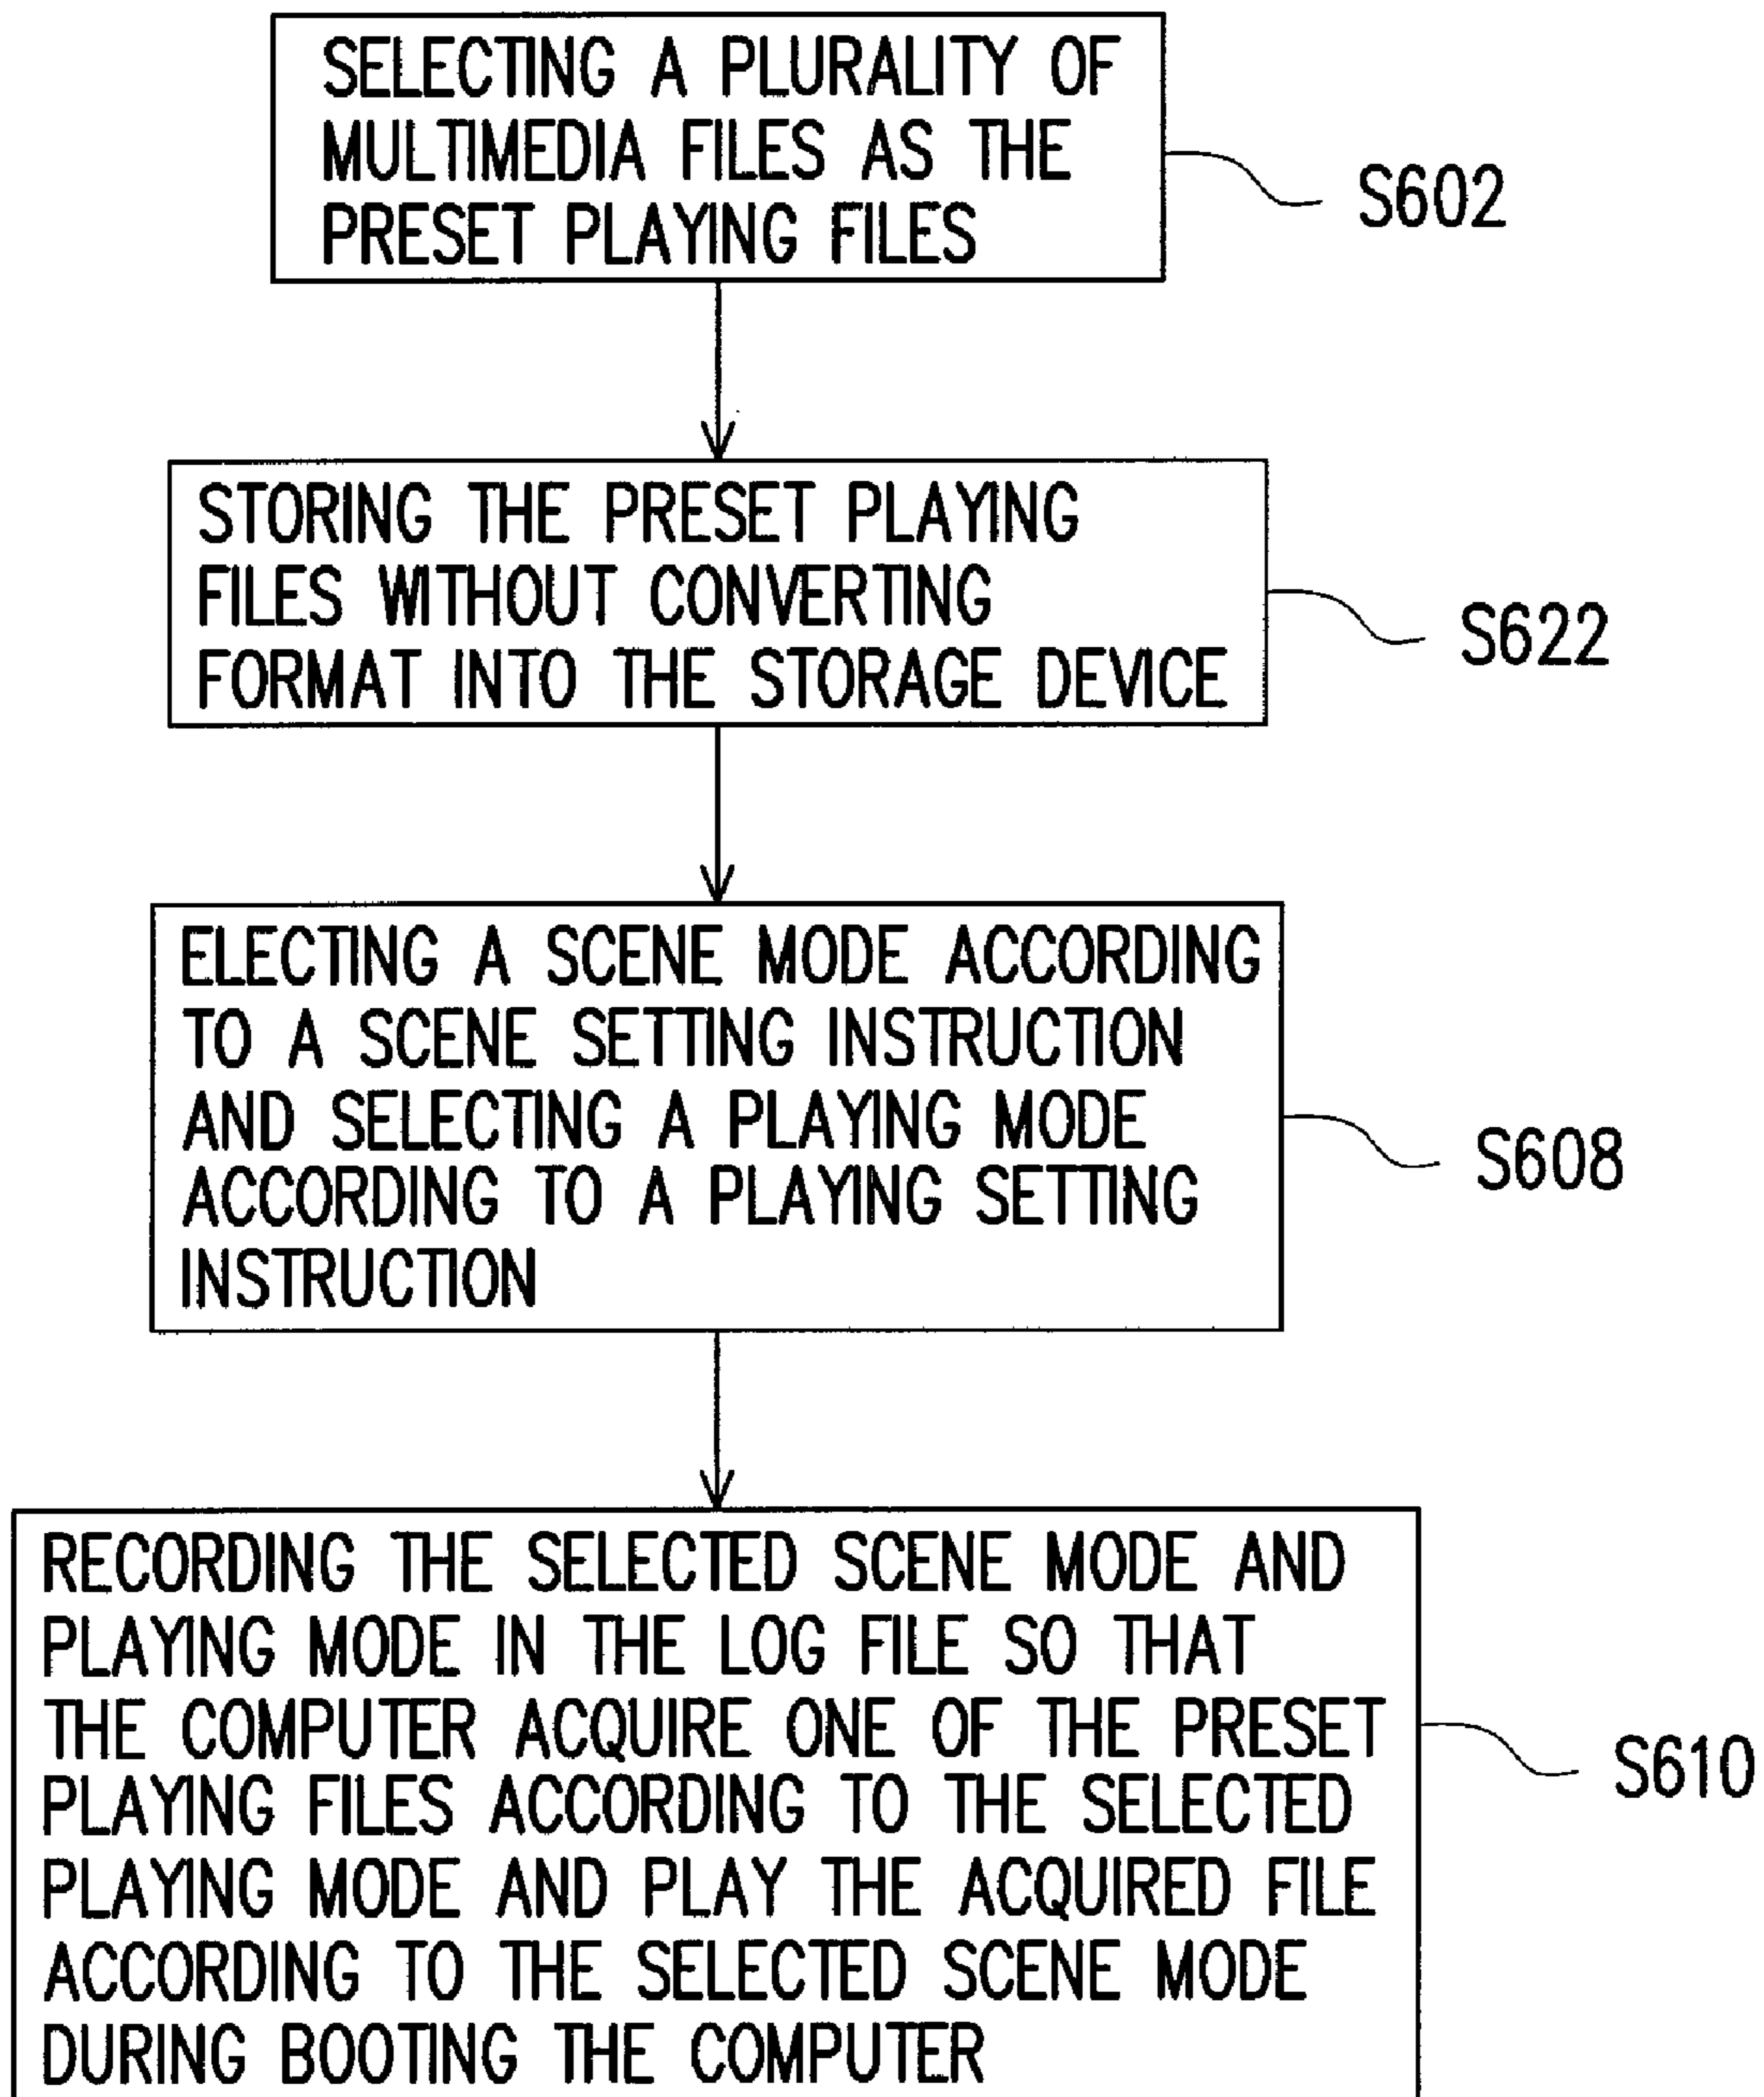 SELECTING A PLURALITY OF
MULTIMEDIA FILES AS THE
PRESET PLAYING FILES
S602
STORING THE PRESET PLAYING
FILES WITHOUT CONVERTING
FORMAT INTO THE STORAGE DEVICE
S622
ELECTING A SCENE MODE ACCORDING
TO A SCENE SETTING INSTRUCTION
AND SELECTING A PLAYING MODE
ACCORDING TO A PLAYING SETTING
INSTRUCTION
S608
RECORDING THE SELECTED SCENE MODE AND
PLAYING MODE IN THE LOG FILE SO THAT
THE COMPUTER ACQUIRE ONE OF THE PRESET
PLAYING FILES ACCORDING TO THE SELECTED
PLAYING MODE AND PLAY THE ACQUIRED FILE
ACCORDING TO THE SELECTED SCENE MODE
DURING BOOTING THE COMPUTER
S610